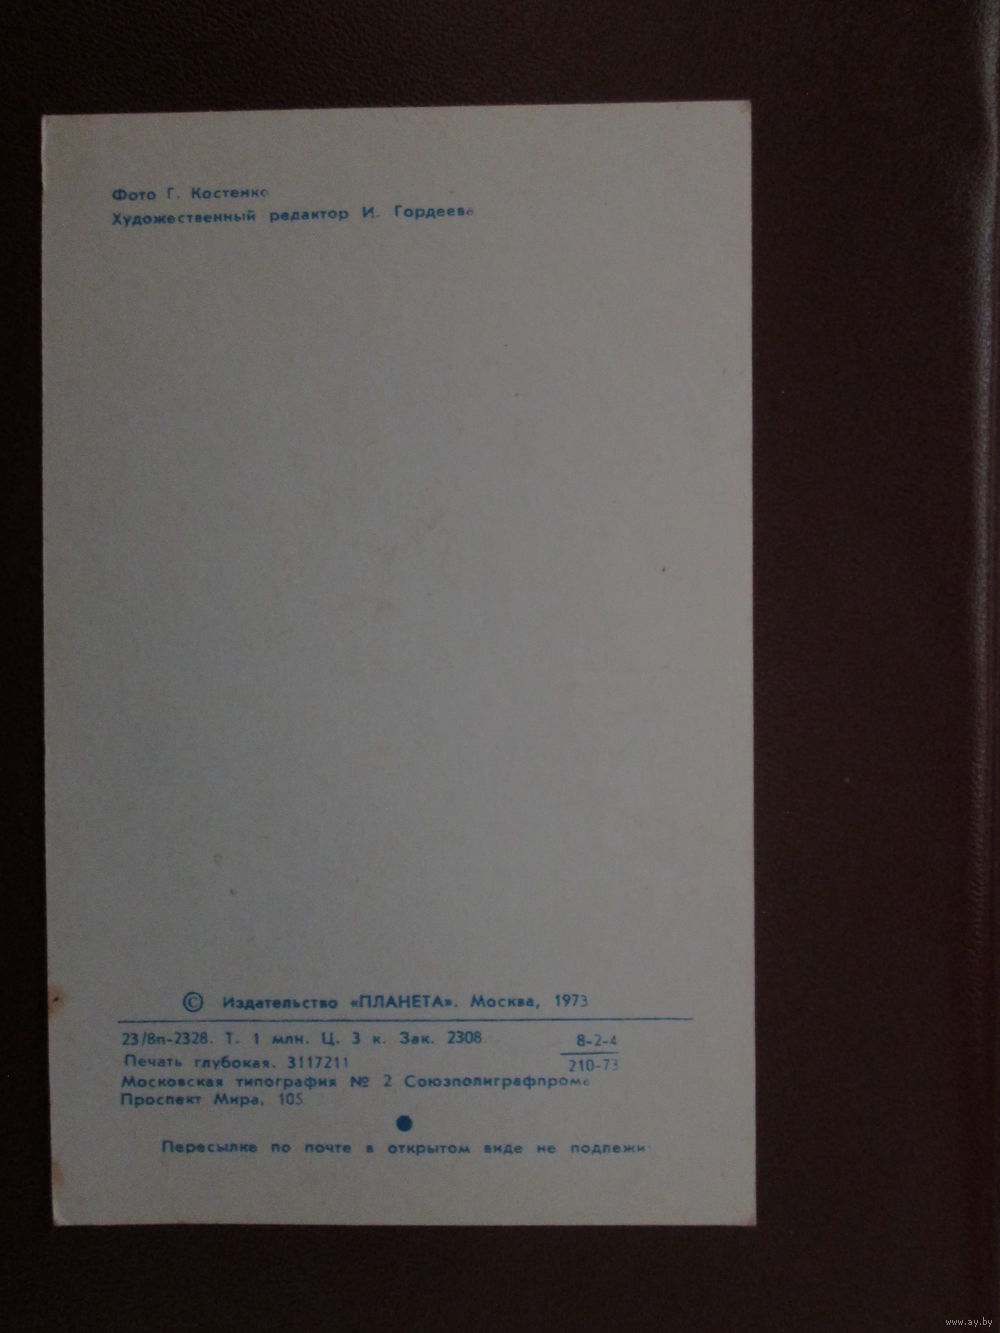 Фото Г. Костенко
Художественный редактор И. Гордеева
© Издательство «ПЛАНЕТА». Москва, 1973
23/8п-2328. Т. 1 млн. Ц. 3 к. Зак. 2308.
8-2-4
Печать глубокая. 3117211
210-73
Московская типография № 2 Союзполиграфпрома
Проспект Мира, 105
Пересылке по почте в открытом виде не подлежит
www.ay.by